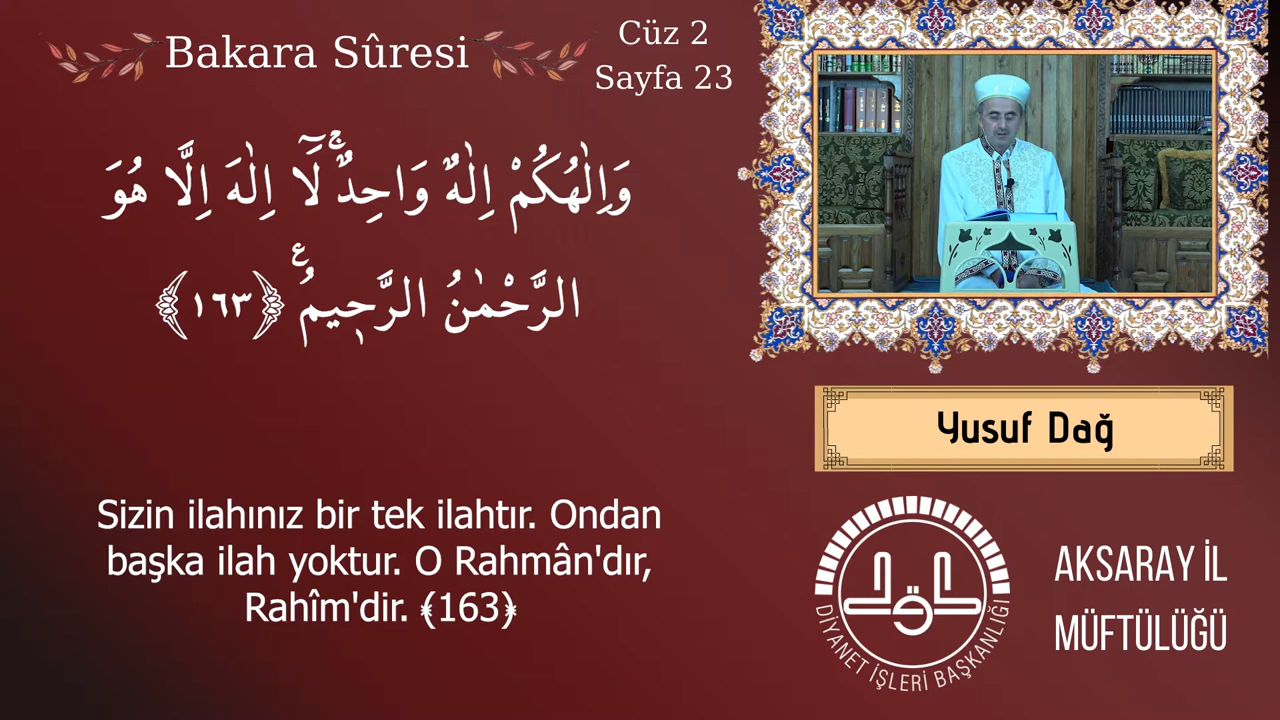 Bakara Sûresi
Cüz 2
Sayfa 23
وَاِلٰهُكُمْ اِلٰهٌ وَاحِدٌۚ لَٓا اِلٰهَ اِلَّا هُوَ
الرَّحْمٰنُ الرَّح۪يمُ۟ ﴿١٦٣﴾
Sizin ilahınız bir tek ilahtır. Ondan
başka ilah yoktur. O Rahmân'dır,
Rahîm'dir. ﴾163﴿
Yusuf Dağ
DİYANET İŞLERİ BAŞKANLIĞI
AKSARAY İL
MÜFTÜLÜĞÜ